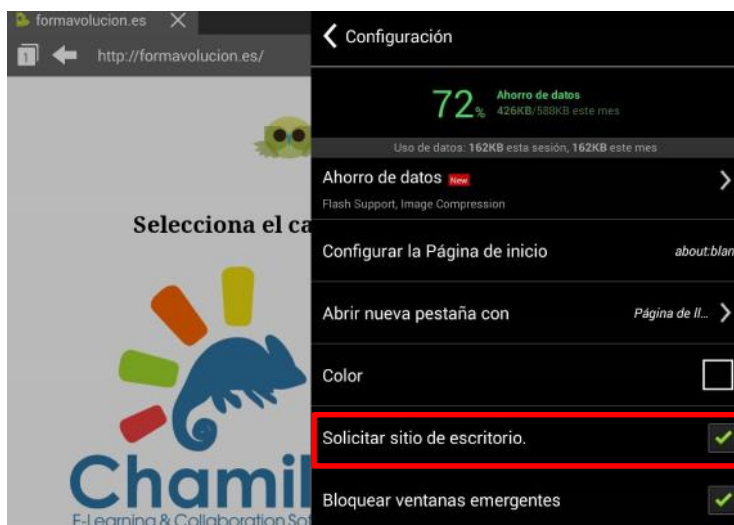 formavolucion.es
1
http://formavolucion.es/
Selecciona el ca
Chamil
E-Learning & Collaboration Sof
Configuración
72% Ahorro de datos
426KB/588KB este mes
Uso de datos: 162KB esta sesión, 162KB este mes
Ahorro de datos New
Flash Support, Image Compression
Configurar la Página de inicio about:blan
Abrir nueva pestaña con Página de ll...
Color
Solicitar sitio de escritorio.
Bloquear ventanas emergentes